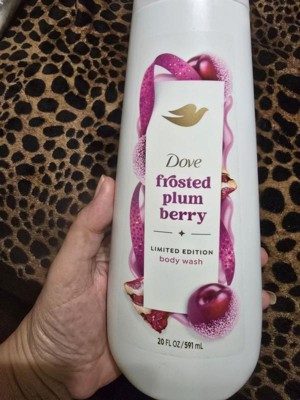 Dove
frosted
plum
berry
LIMITED EDITION
body wash
20 FL OZ/591 mL